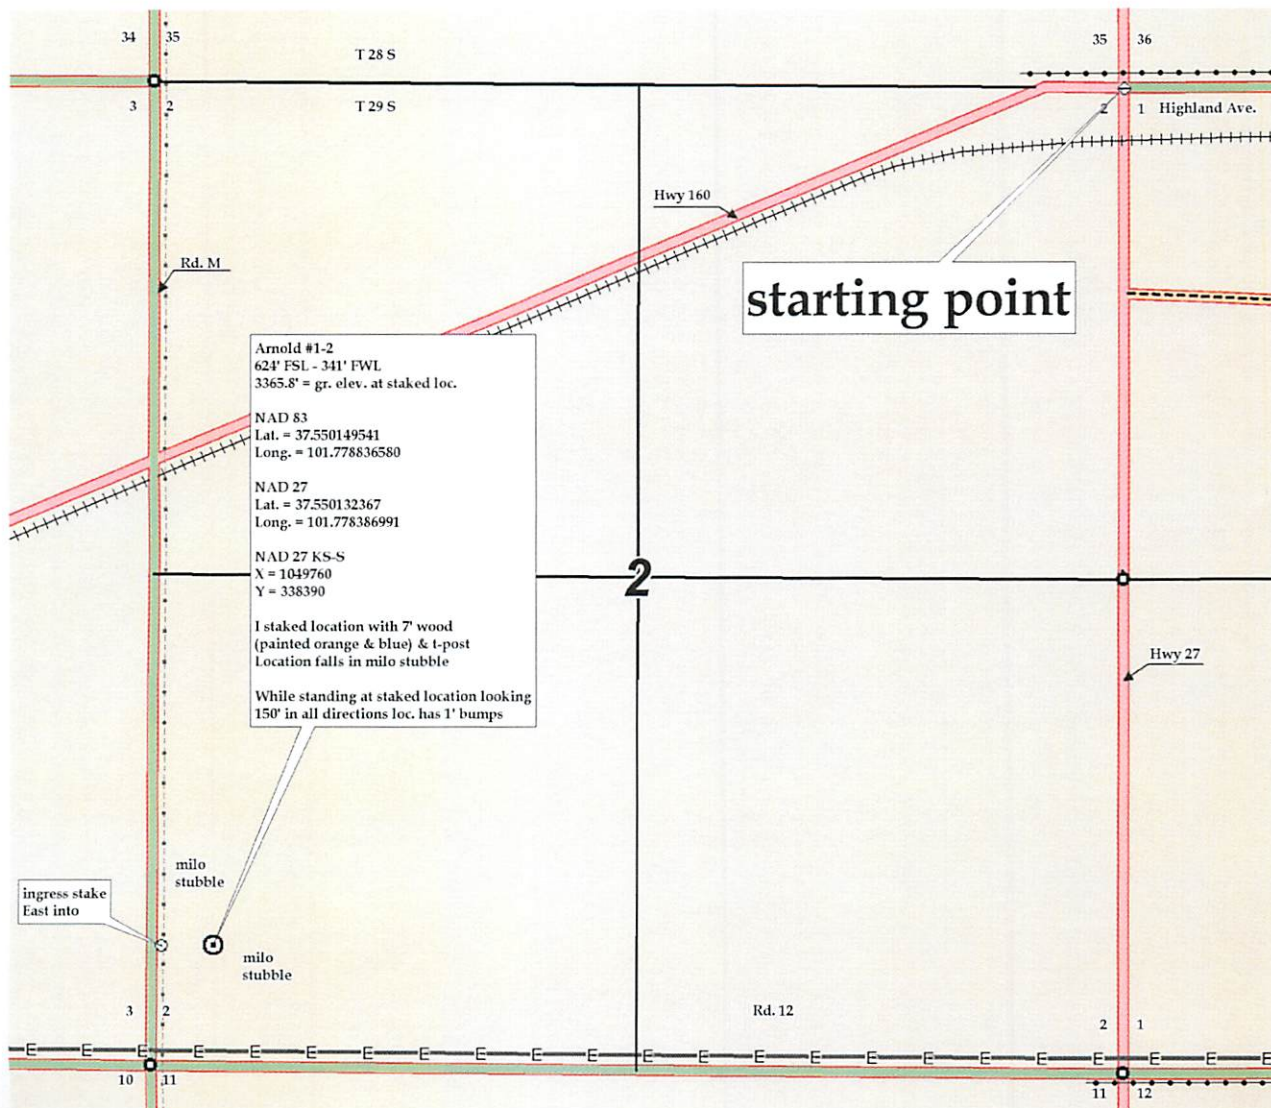 34 35
T 28 S
35 36
3 2
T 29 S
2 1 Highland Ave.
Hwy 160
Rd. M
starting point
Arnold #1-2
624' FSL - 341' FWL
3365.8' = gr. elev. at staked loc.
NAD 83
Lat. = 37.550149541
Long. = 101.778836580
NAD 27
Lat. = 37.550132367
Long. = 101.778386991
NAD 27 KS-S
X = 1049760
Y = 338390
I staked location with 7' wood
(painted orange & blue) & t-post
Location falls in milo stubble
While standing at staked location looking
150' in all directions loc. has 1' bumps
2
Hwy 27
milo
stubble
ingress stake
East into
milo
stubble
3 2
Rd. 12
2 1
E E E E E E E E E E E E E E E E E E E E E E E
10 11
11 12